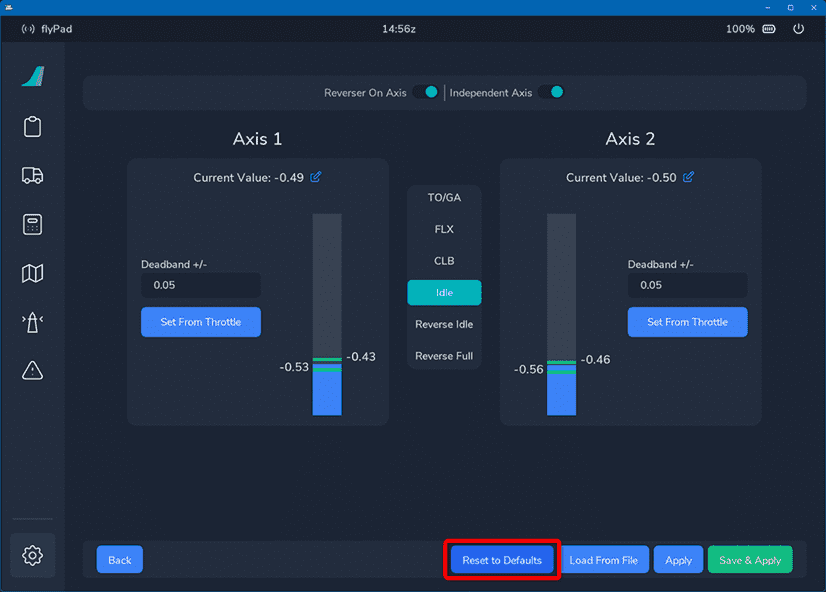 flyPad 14:56z 100%
Reverser On Axis Independent Axis
Axis 1
Current Value: -0.49
Deadband +/-
0.05
Set From Throttle
-0.53
-0.43
TO/GA
FLX
CLB
Idle
Reverse Idle
Reverse Full
Axis 2
Current Value: -0.50
-0.56
-0.46
Deadband +/-
0.05
Set From Throttle
Back Reset to Defaults Load From File Apply Save & Apply